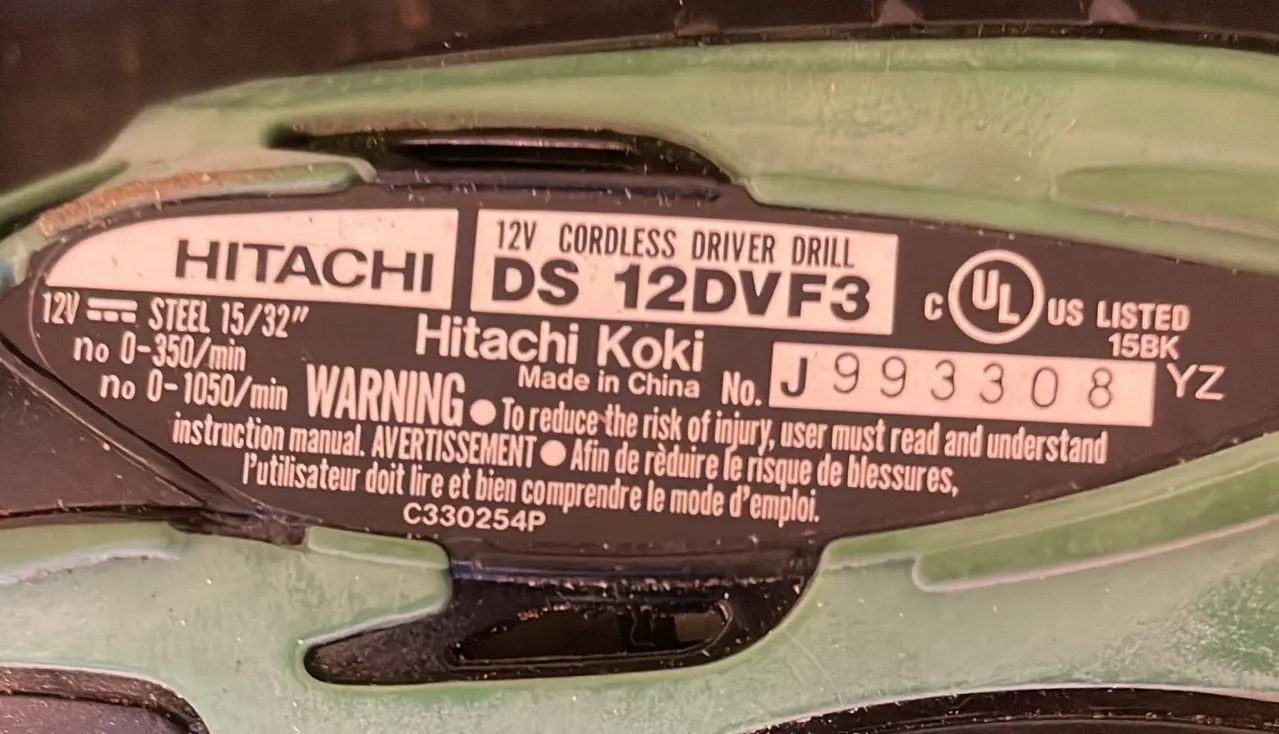 HITACHI
12V CORDLESS DRIVER DRILL
DS 12DVF3
C UL US LISTED
15BK
12V STEEL 15/32"
no 0-350/min
no 0-1050/min
Hitachi Koki
Made in China
No. J993308 YZ
WARNING ● To reduce the risk of injury, user must read and understand
instruction manual. AVERTISSEMENT ● Afin de rèduire le risque de blessures,
l'utilisateur doit lire et bien comprendre le mode d'emploi.
C330254P